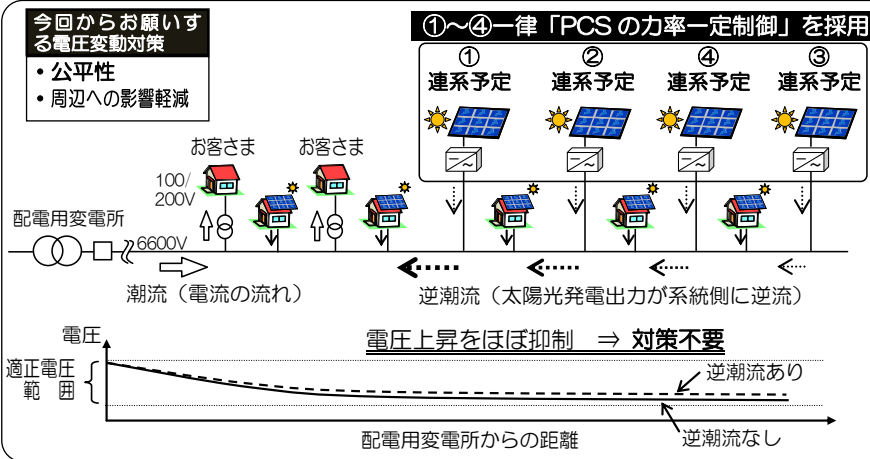 今回からお願いす
る電圧変動対策
・公平性
・周辺への影響軽減
①~④一律「PCSの力率一定制御」を採用
①
連系予定
②
連系予定
④
連系予定
③
連系予定
お客さま
お客さま
100/
200V
配電用変電所
6600V
潮流(電流の流れ)
逆潮流(太陽光発電出力が系統側に逆流)
電圧
電圧上昇をほぼ抑制 ⇒ 対策不要
適正電圧
範 囲
逆潮流あり
逆潮流なし
配電用変電所からの距離